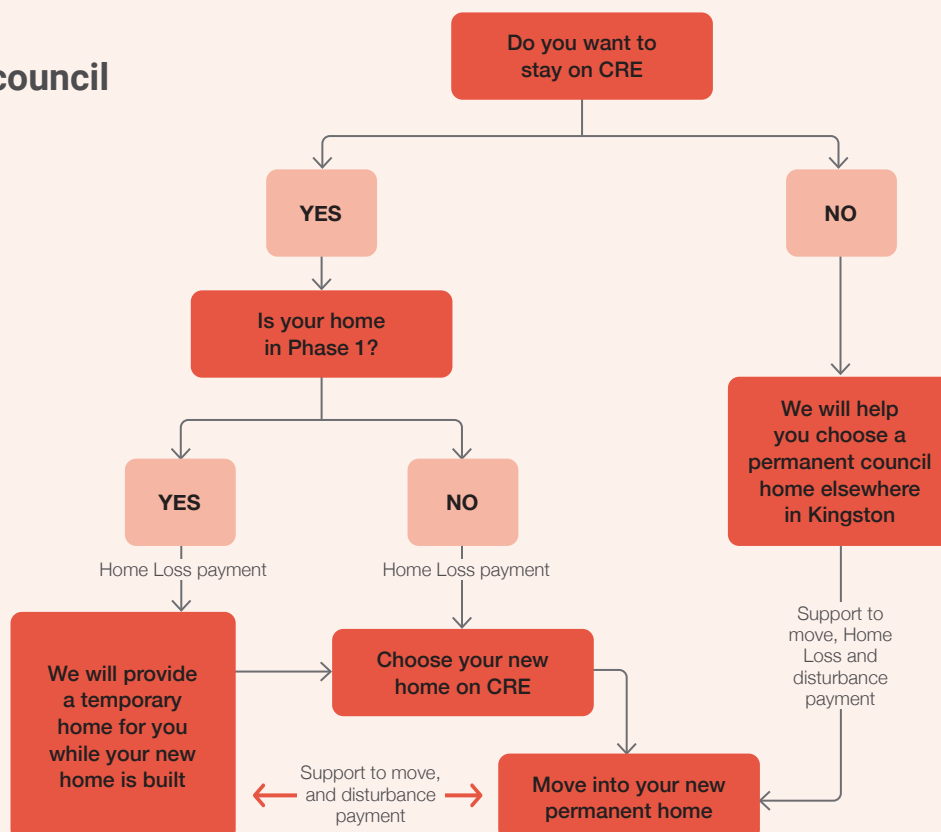 council
Do you want to
stay on CRE
YES
NO
Is your home
in Phase 1?
We will help
you choose a
permanent council
home elsewhere
in Kingston
YES
NO
Home Loss payment
Home Loss payment
Support to
move, Home
Loss and
disturbance
payment
We will provide
a temporary
home for you
while your new
home is built
Choose your new
home on CRE
Support to move,
and disturbance
payment
Move into your new
permanent home